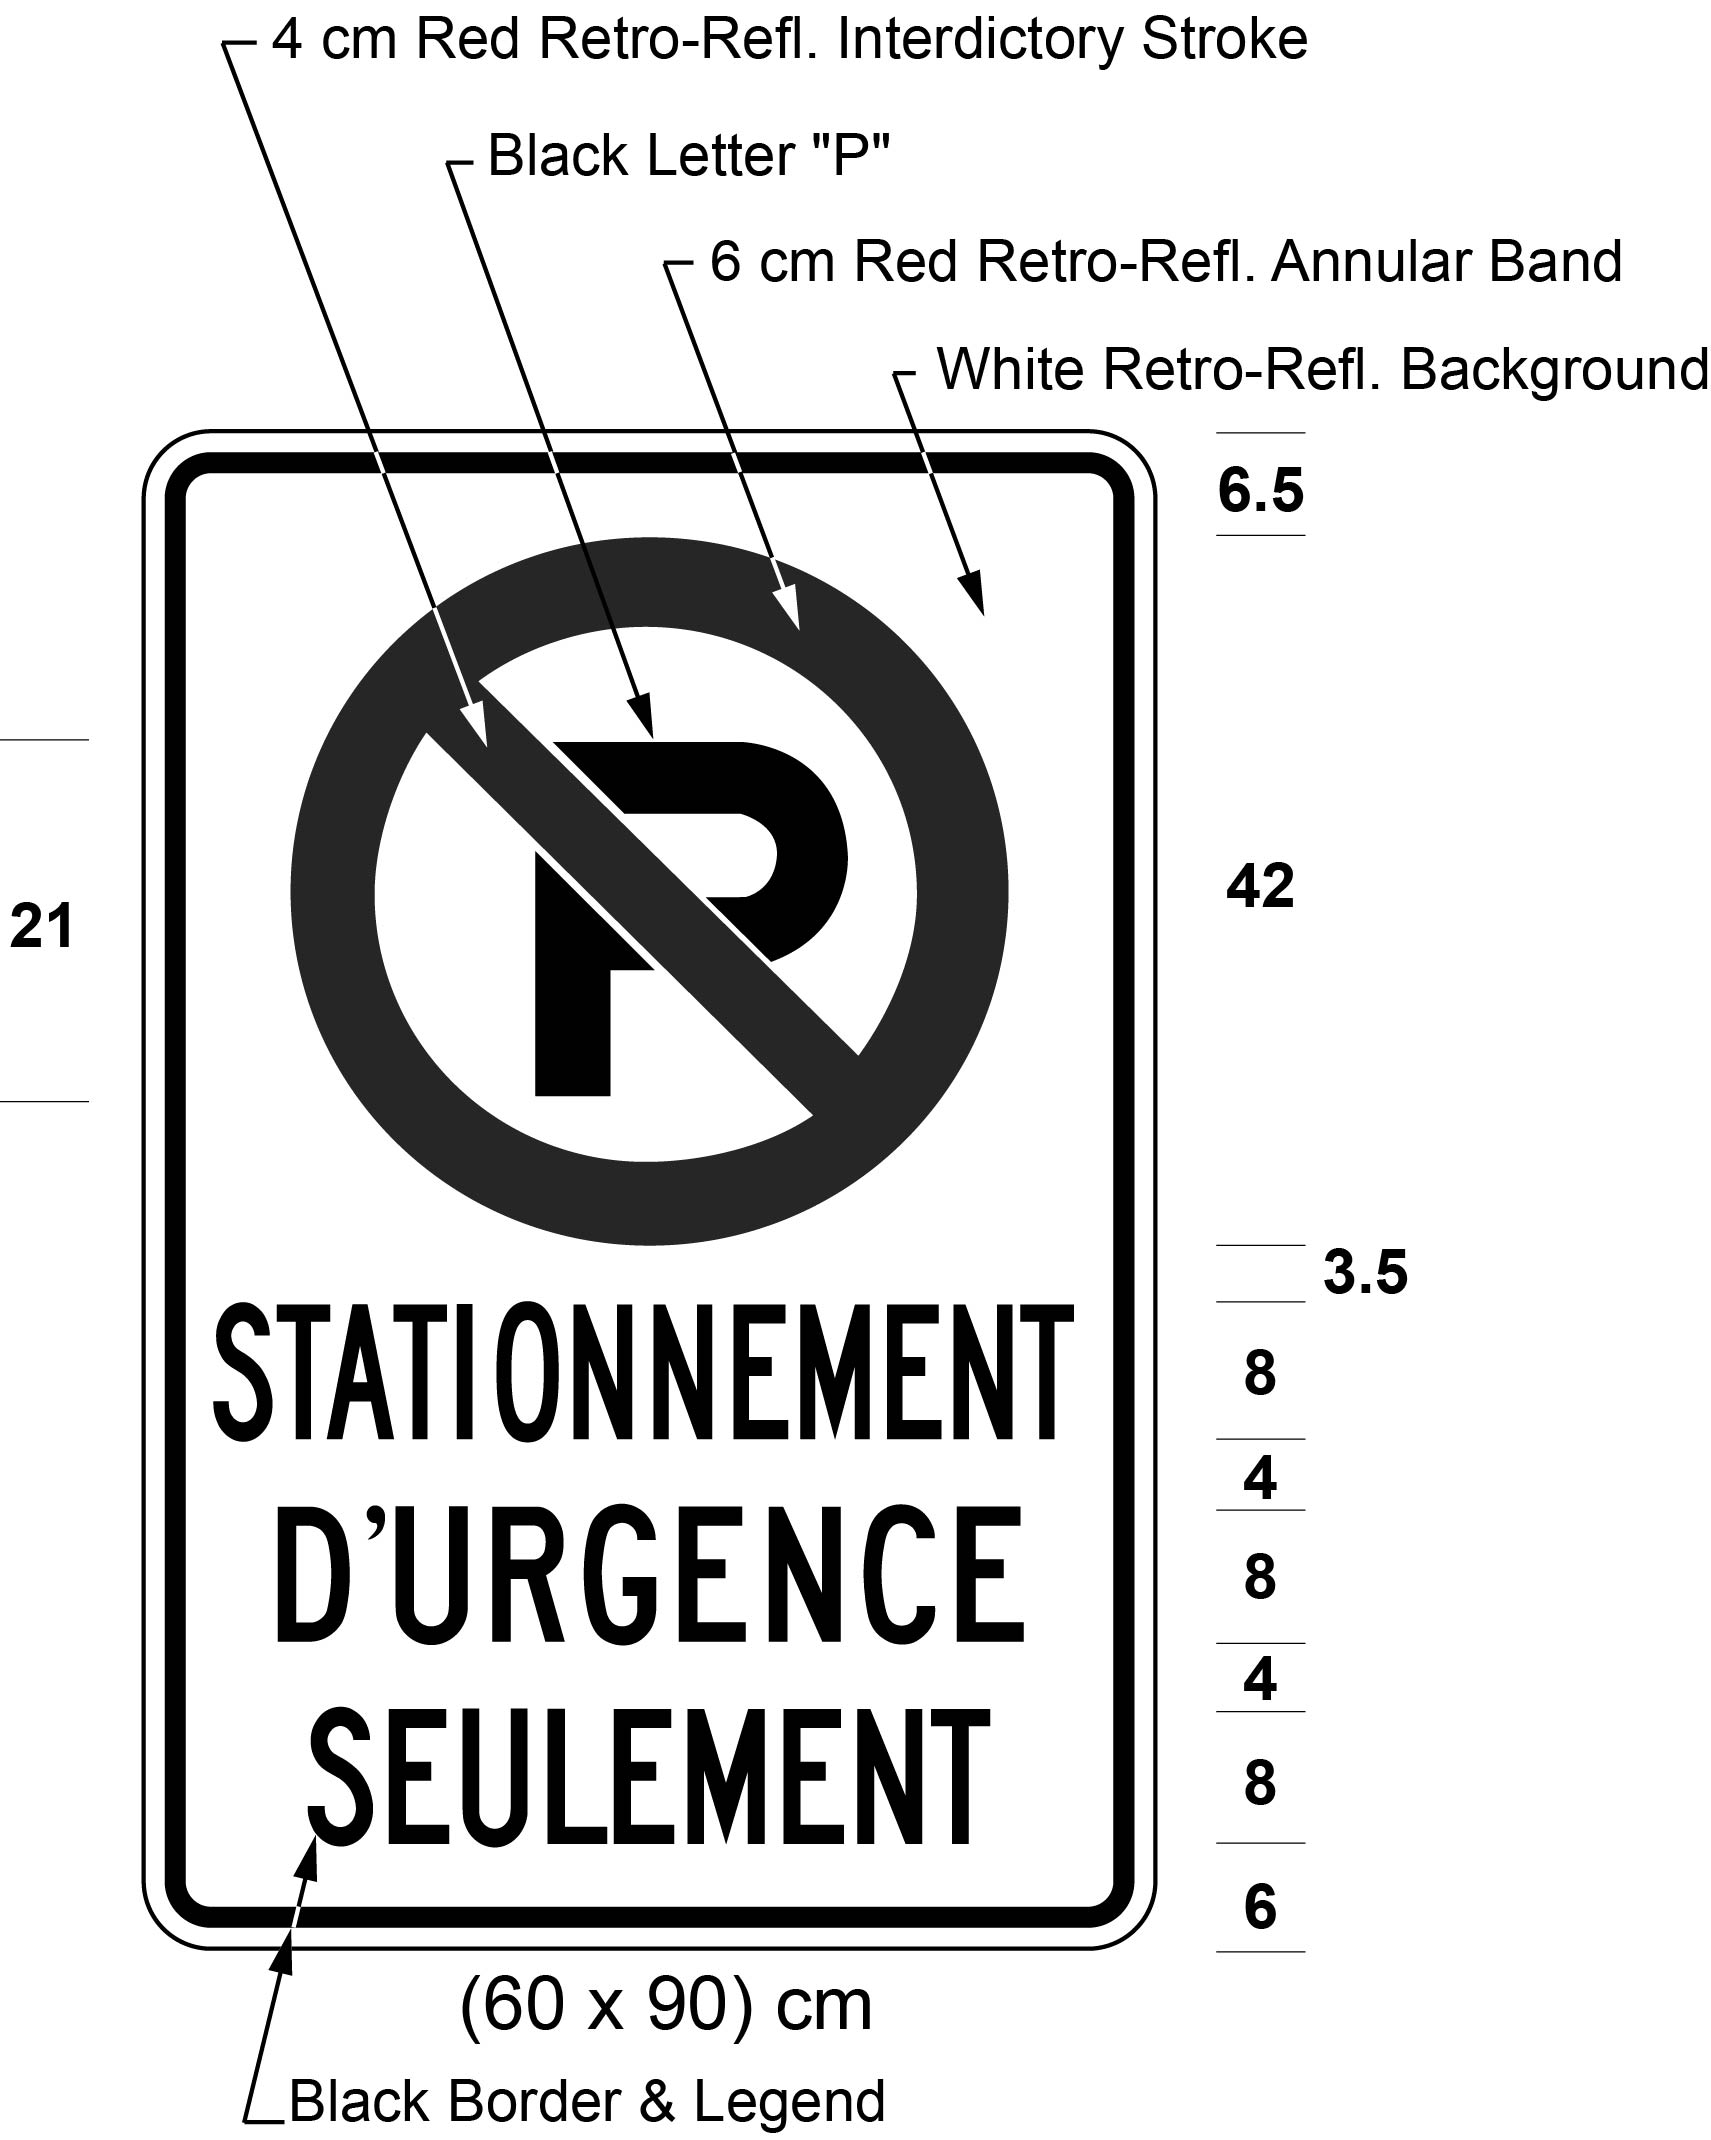 4 cm Red Retro-Refl. Interdictory Stroke
Black Letter "P"
6 cm Red Retro-Refl. Annular Band
White Retro-Refl. Background
6.5
P
21
42
3.5
STATIONNEMENT
8
4
D’URGENCE
8
4
SEULEMENT
8
6
(60 x 90) cm
Black Border & Legend